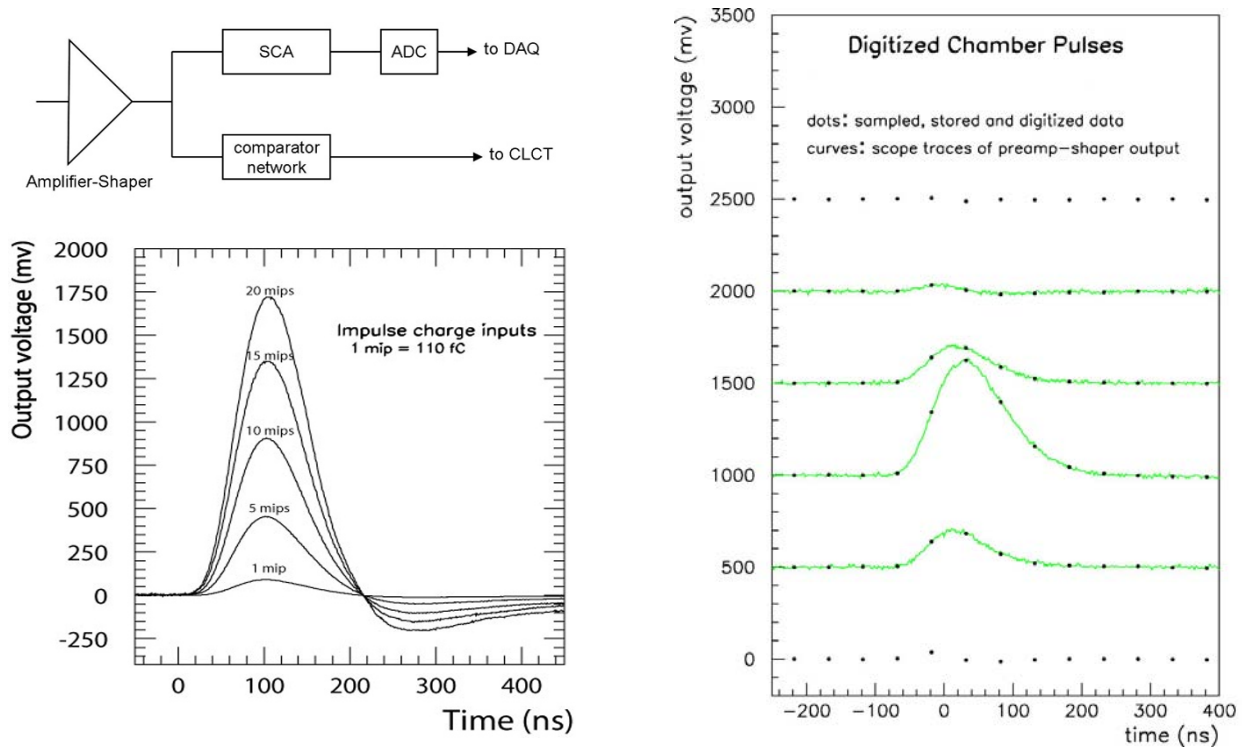 SCA
ADC
to DAQ
comparator
network
to CLCT
Amplifier-Shaper
Output voltage (mv)
2000
1750
1500
1250
1000
750
500
250
0
-250
20 mips
15 mips
10 mips
5 mips
1 mip
Impulse charge inputs
1 mip = 110 fC
0
100
200
300
400
Time (ns)
output voltage (mv)
3500
3000
2500
2000
1500
1000
500
0
Digitized Chamber Pulses
dots: sampled, stored and digitized data
curves: scope traces of preamp-shaper output
-200
-100
0
100
200
300
400
time (ns)